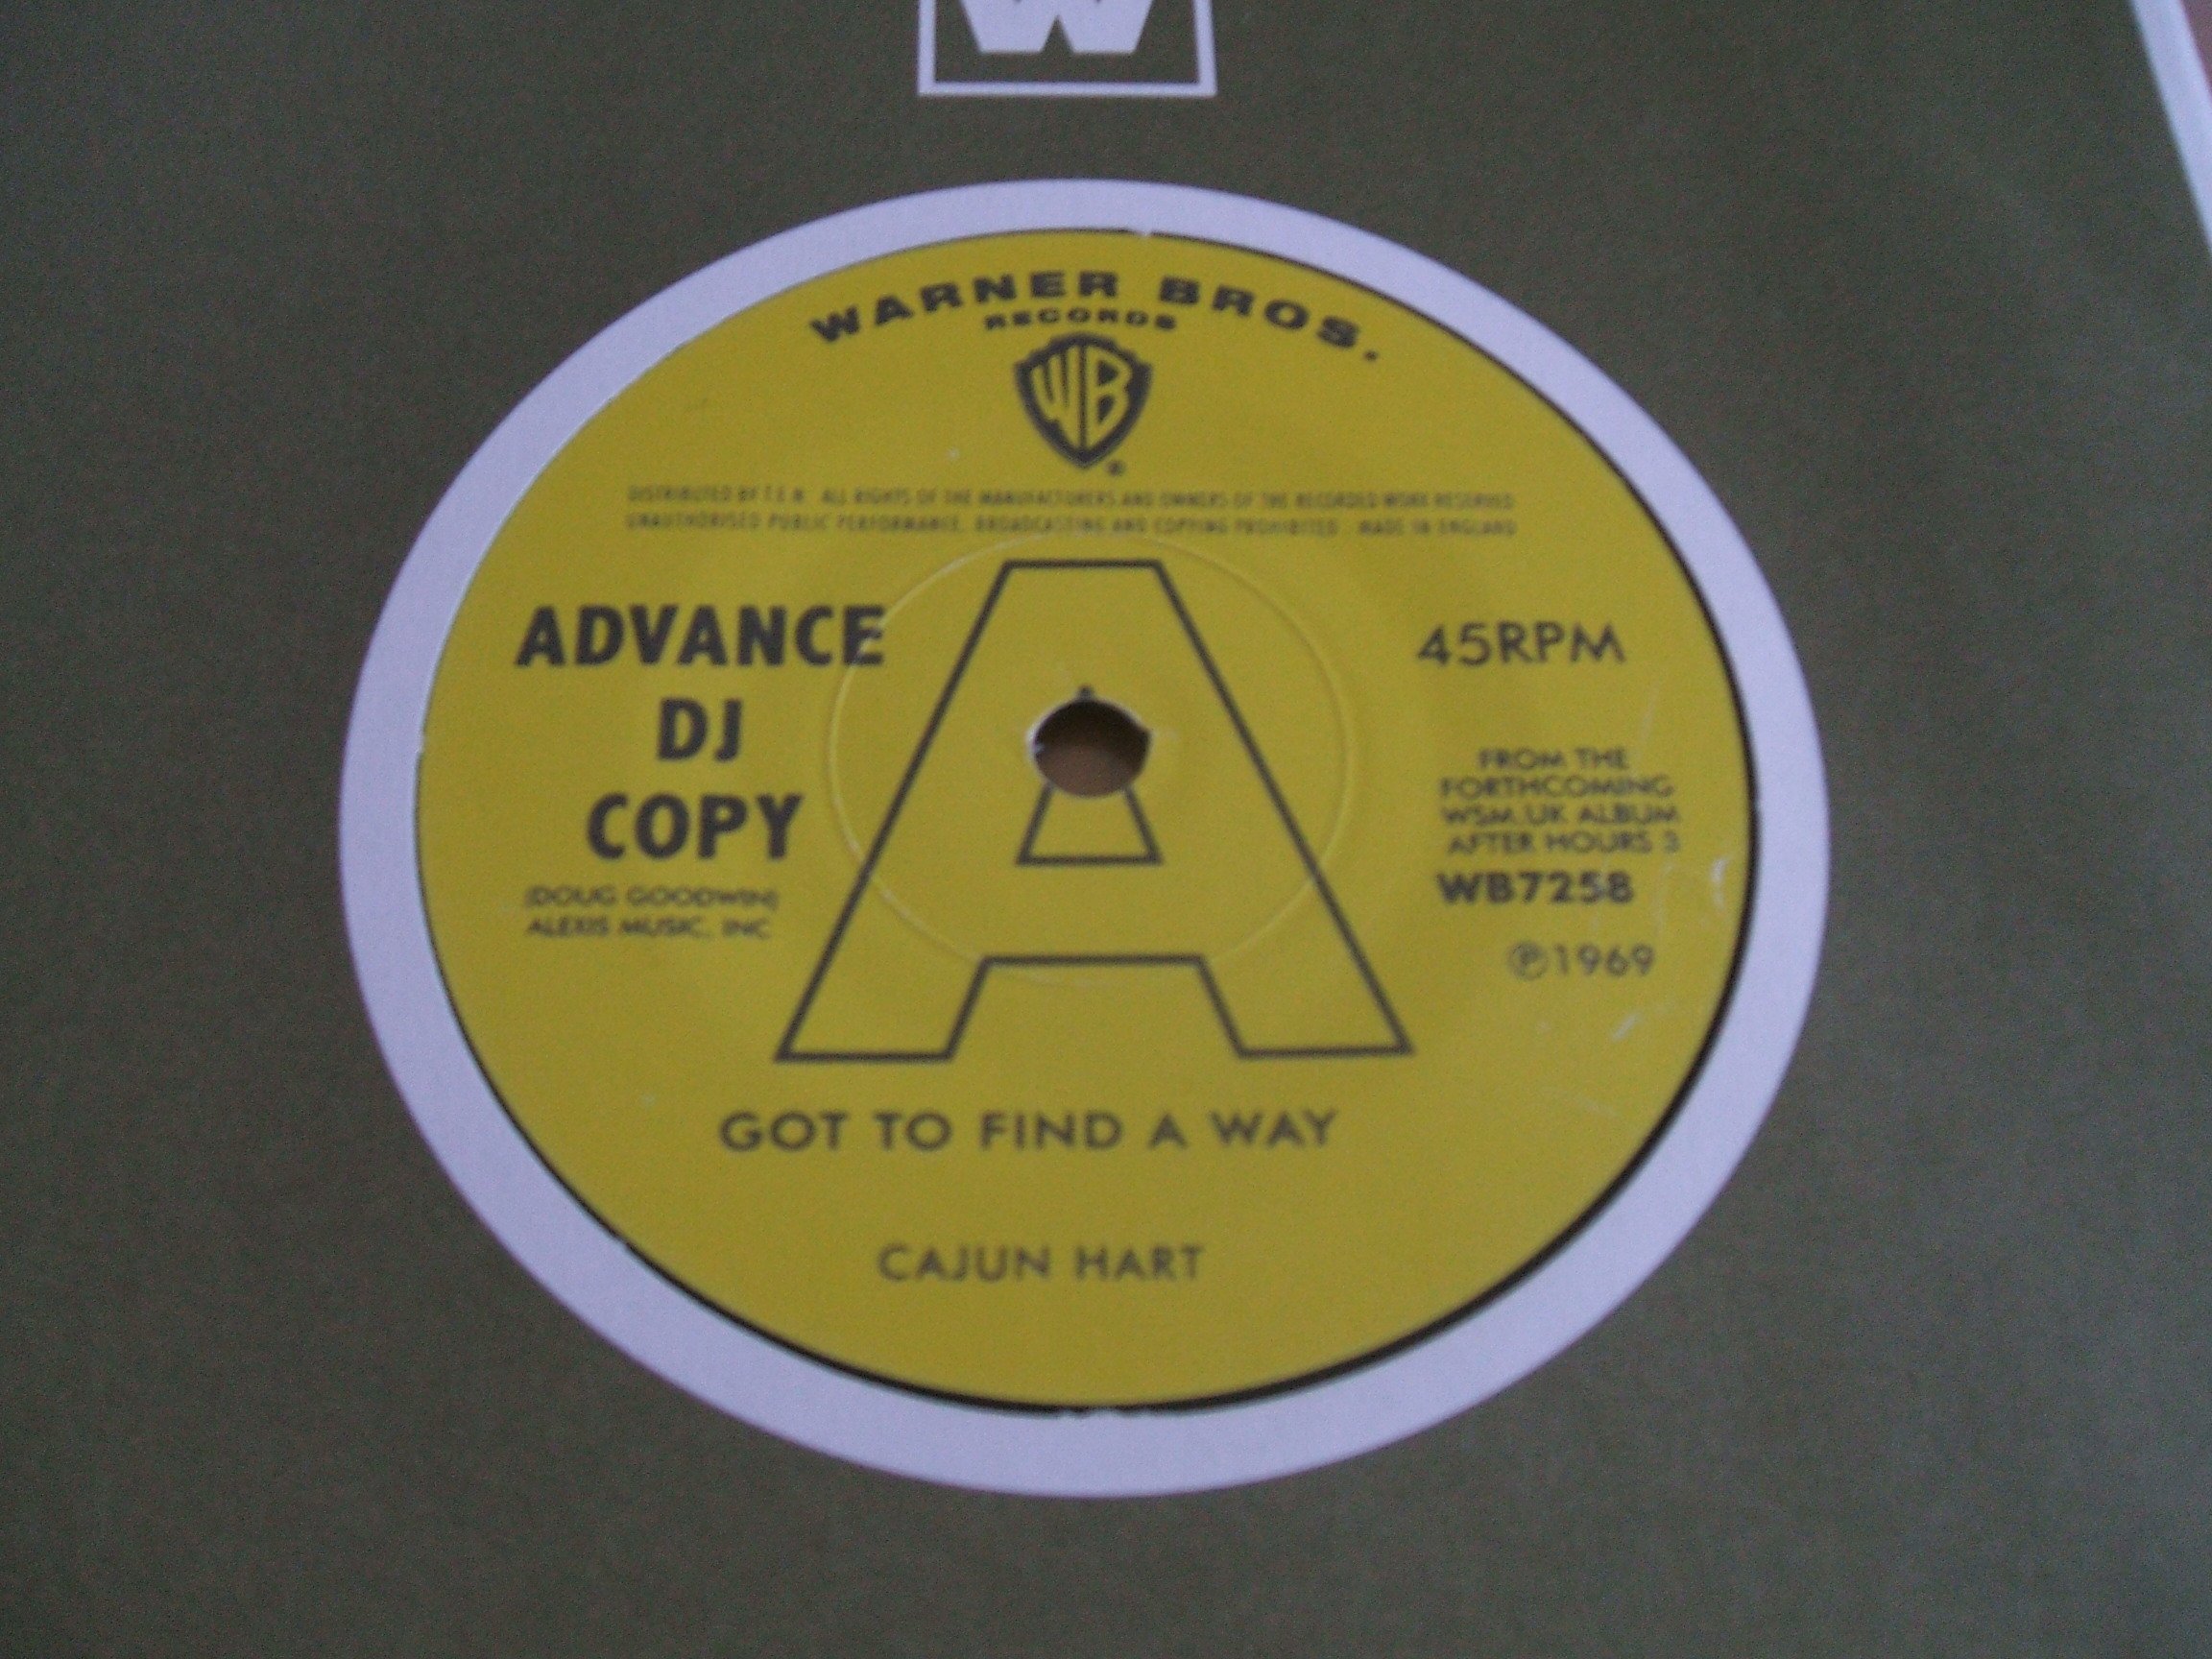 W
WARNER BROS.
RECORDS
WB
®
DISTRIBUTED BY T.E.N. ALL RIGHTS OF THE MANUFACTURERS AND OWNERS OF THE RECORDED WORK RESERVED
UNAUTHORISED PUBLIC PERFORMANCE, BROADCASTING AND COPYING PROHIBITED . MADE IN ENGLAND
A
ADVANCE
DJ
COPY
(DOUG GOODWIN)
ALEXIS MUSIC, INC
45RPM
FROM THE
FORTHCOMING
WSM.UK ALBUM
AFTER HOURS 3
WB7258
℗1969
GOT TO FIND A WAY
CAJUN HART